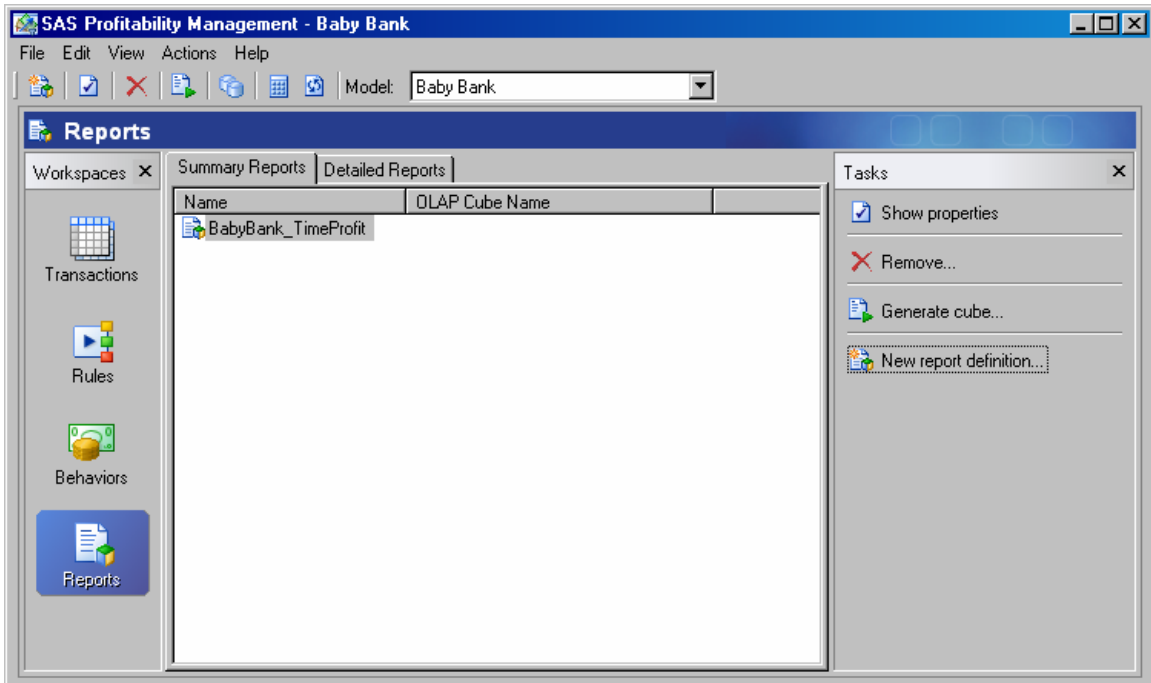 SAS Profitability Management - Baby Bank
File Edit View Actions Help
Model: Baby Bank
Reports
Workspaces
Transactions
Rules
Behaviors
Reports
Summary Reports Detailed Reports
Name OLAP Cube Name
BabyBank_TimeProfit
Tasks
Show properties
Remove...
Generate cube...
New report definition...